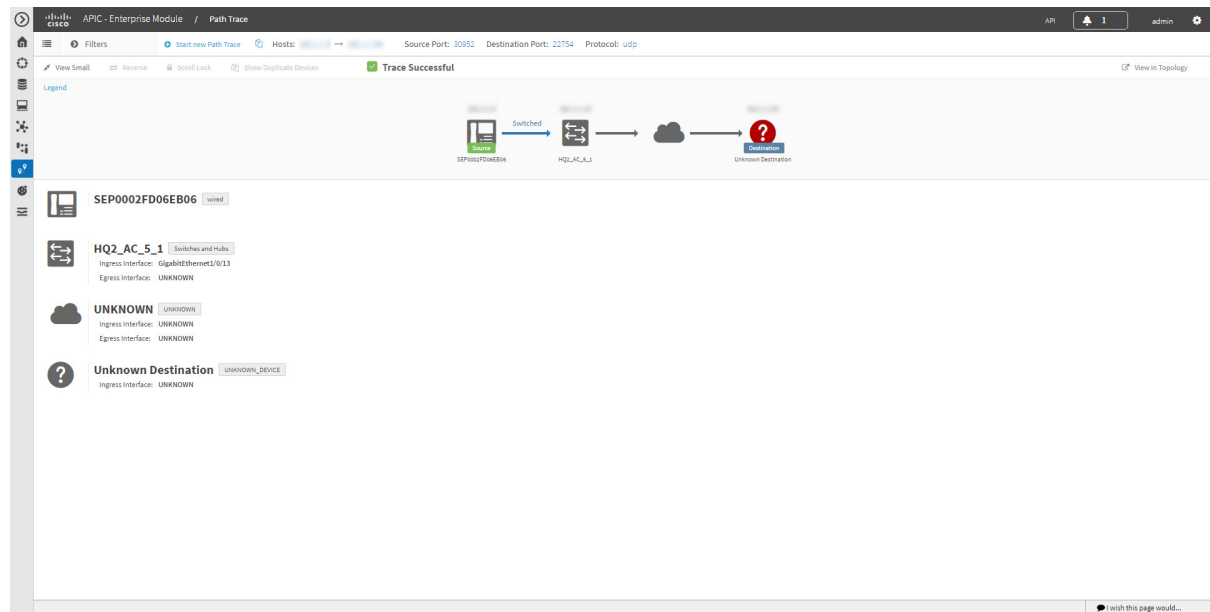 cisco APIC - Enterprise Module / Path Trace API 1 admin
Filters Start new Path Trace Hosts: → Source Port: 30952 Destination Port: 22754 Protocol: udp
View Small Reverse Scroll Lock Show Duplicate Devices Trace Successful View in Topology
Legend
Switched
Source Destination
SEP0002FD06EB06 HQ2_AC_5_1 Unknown Destination
SEP0002FD06EB06 wired
HQ2_AC_5_1 Switches and Hubs
Ingress Interface: GigabitEthernet1/0/13
Egress Interface: UNKNOWN
UNKNOWN UNKNOWN
Ingress Interface: UNKNOWN
Egress Interface: UNKNOWN
Unknown Destination UNKNOWN_DEVICE
Ingress Interface: UNKNOWN
I wish this page would...